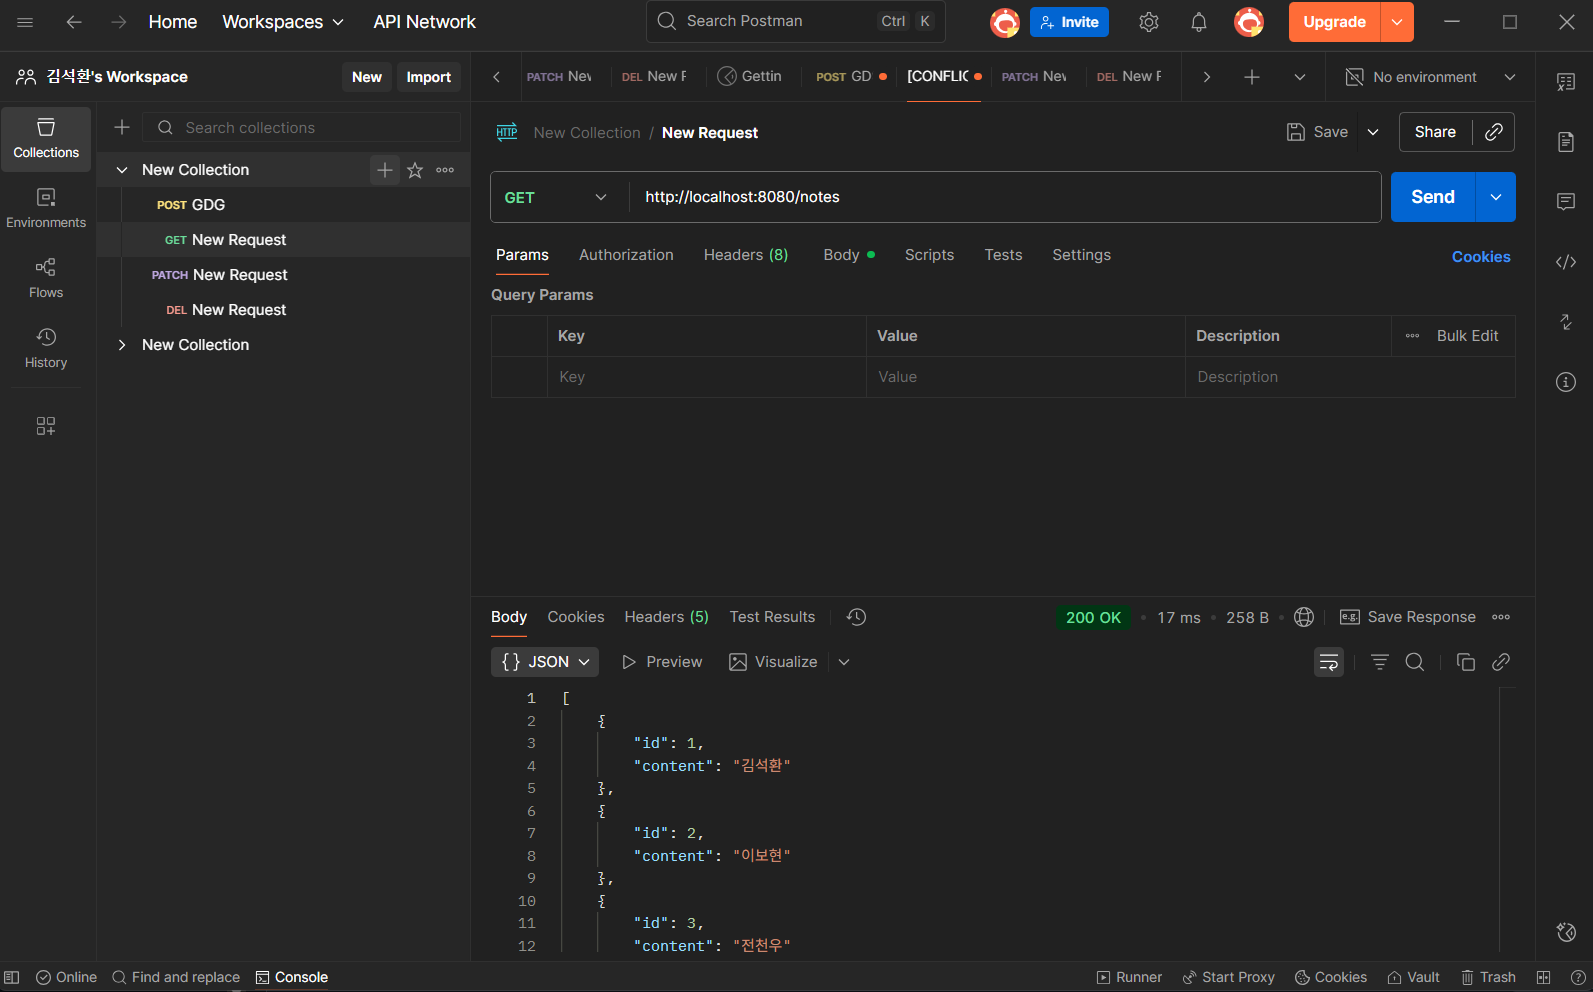 Home Workspaces API Network Search Postman Ctrl K Invite Upgrade
김석환's Workspace New Import
PATCH Nev DEL New F Gettin POST GD [CONFLIC PATCH Nev DEL New F No environment
Search collections
Collections
New Collection
POST GDG
GET New Request
PATCH New Request
DEL New Request
New Collection
Environments
Flows
History
HTTP New Collection / New Request Save Share
GET http://localhost:8080/notes Send
Params Authorization Headers (8) Body Scripts Tests Settings Cookies
Query Params
Key Value Description Bulk Edit
Key Value Description
Body Cookies Headers (5) Test Results 200 OK • 17 ms • 258 B • e.g. Save Response
{} JSON Preview Visualize
1 [
2 {
3 "id": 1,
4 "content": "김석환"
5 },
6 {
7 "id": 2,
8 "content": "이보현"
9 },
10 {
11 "id": 3,
12 "content": "전천우"
Online Find and replace Console Runner Start Proxy Cookies Vault Trash